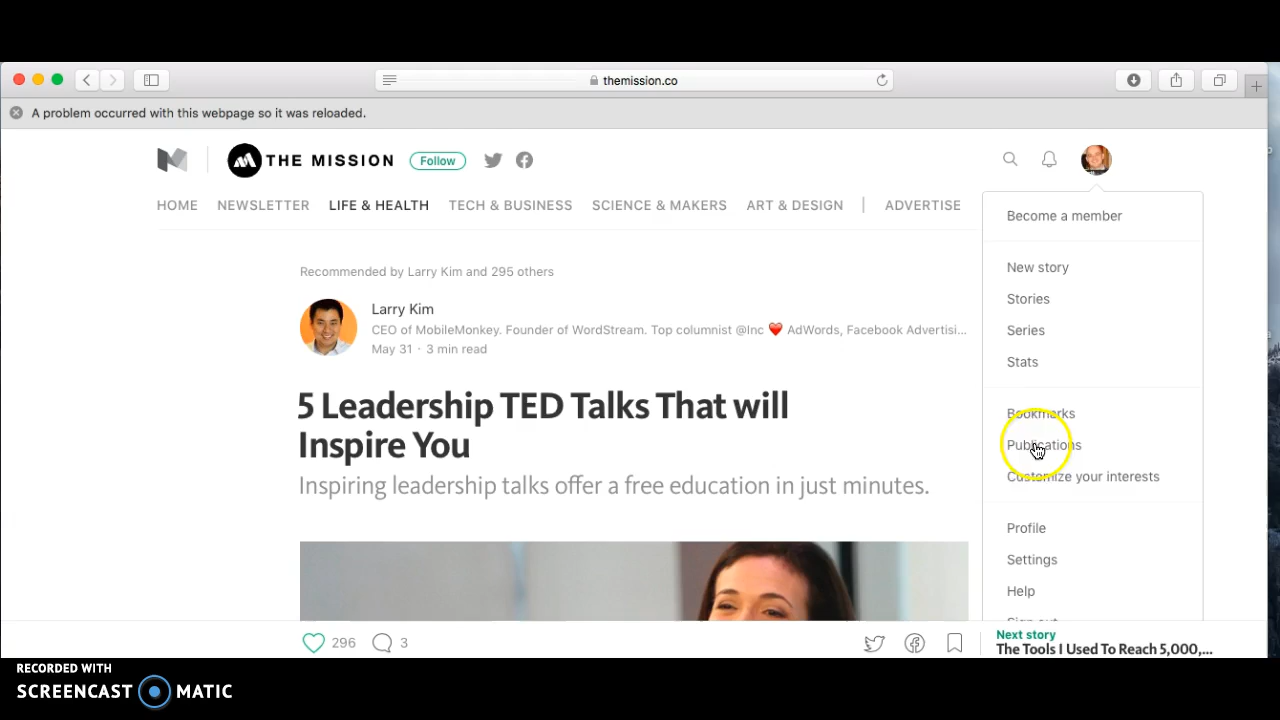 themission.co
A problem occurred with this webpage so it was reloaded.
THE MISSION Follow
HOME NEWSLETTER LIFE & HEALTH TECH & BUSINESS SCIENCE & MAKERS ART & DESIGN ADVERTISE
Become a member
New story
Stories
Series
Stats
Bookmarks
Publications
Customize your interests
Profile
Settings
Help
Sign out
Recommended by Larry Kim and 295 others
Larry Kim
CEO of MobileMonkey. Founder of WordStream. Top columnist @Inc ❤️ AdWords, Facebook Advertisi...
May 31 · 3 min read
5 Leadership TED Talks That will
Inspire You
Inspiring leadership talks offer a free education in just minutes.
296 3
Next story
The Tools I Used To Reach 5,000,...
RECORDED WITH
SCREENCAST MATIC